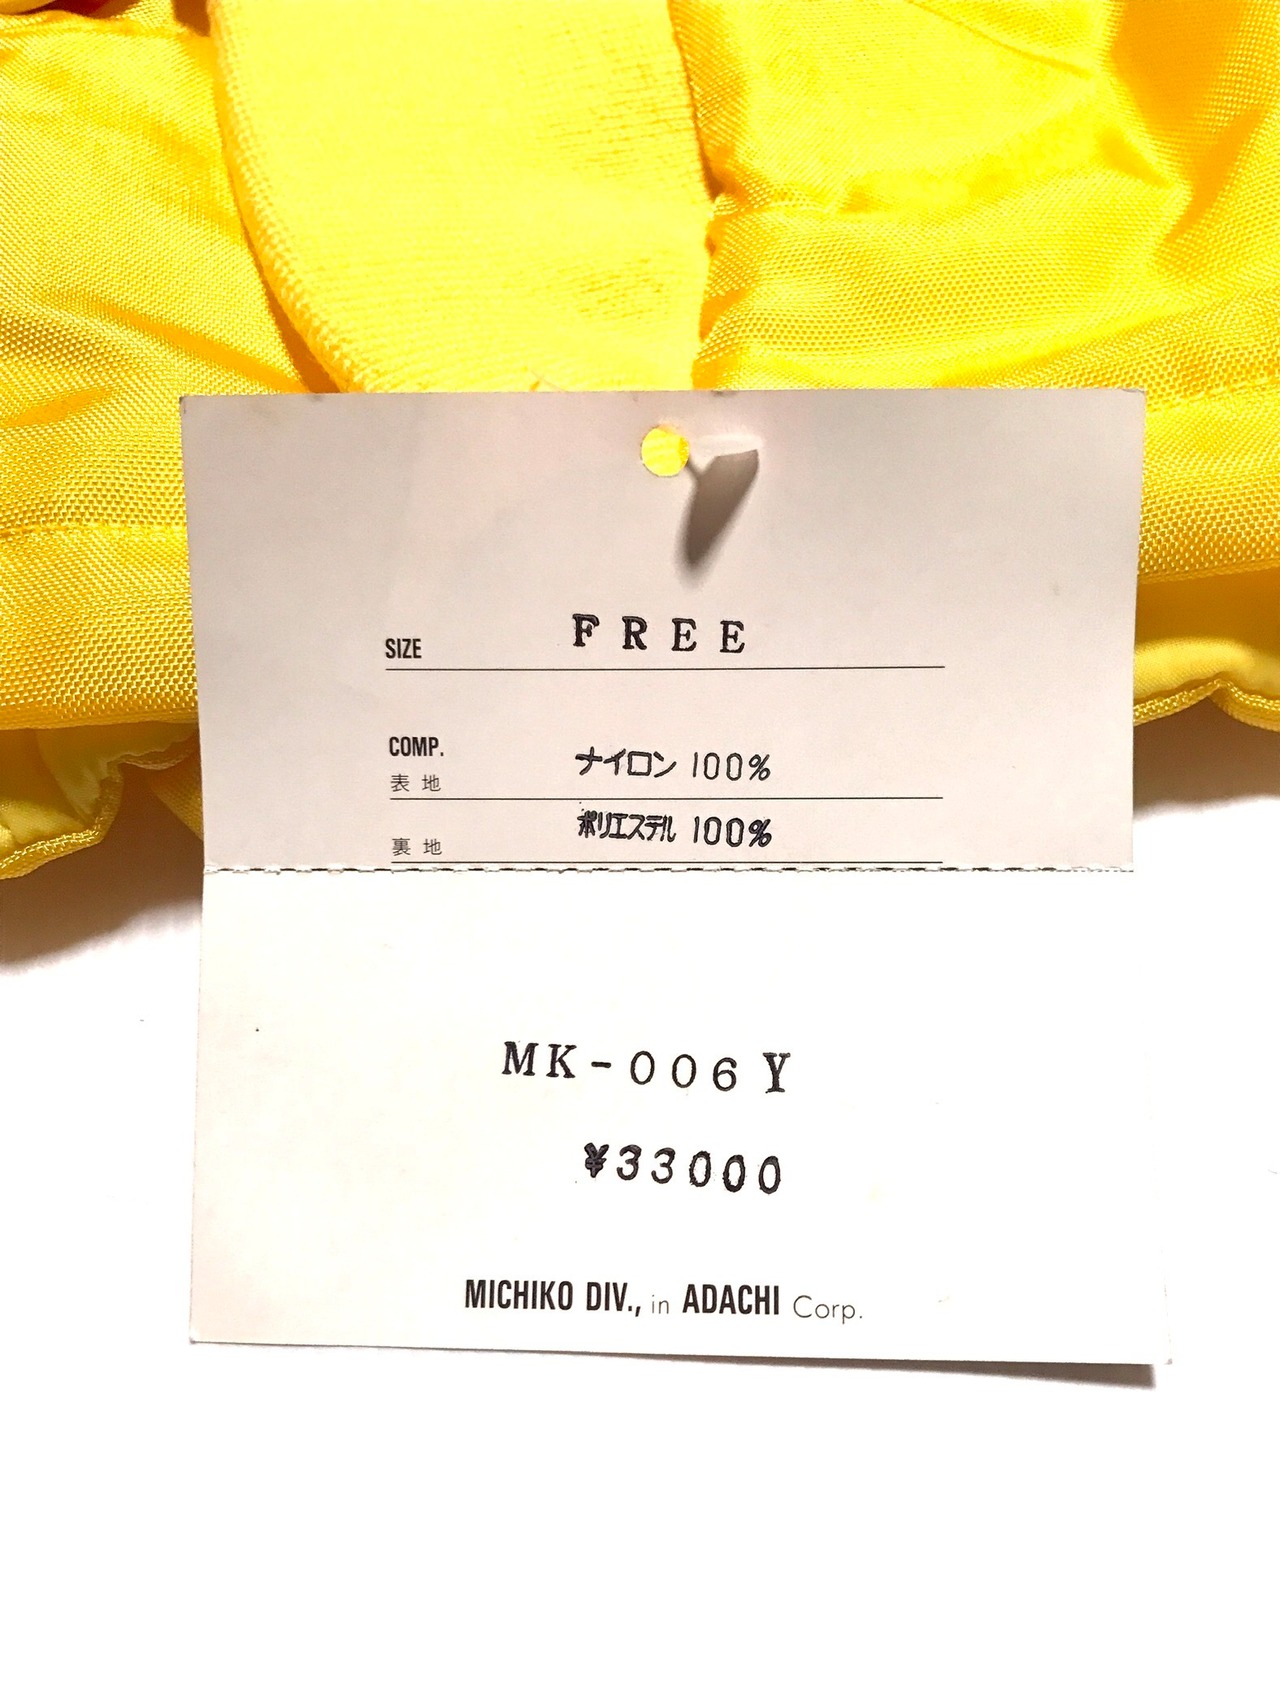 SIZE FREE
COMP.
表地 ナイロン 100%
裏地 ポリエステル 100%
MK-006Y
¥33000
MICHIKO DIV., in ADACHI Corp.